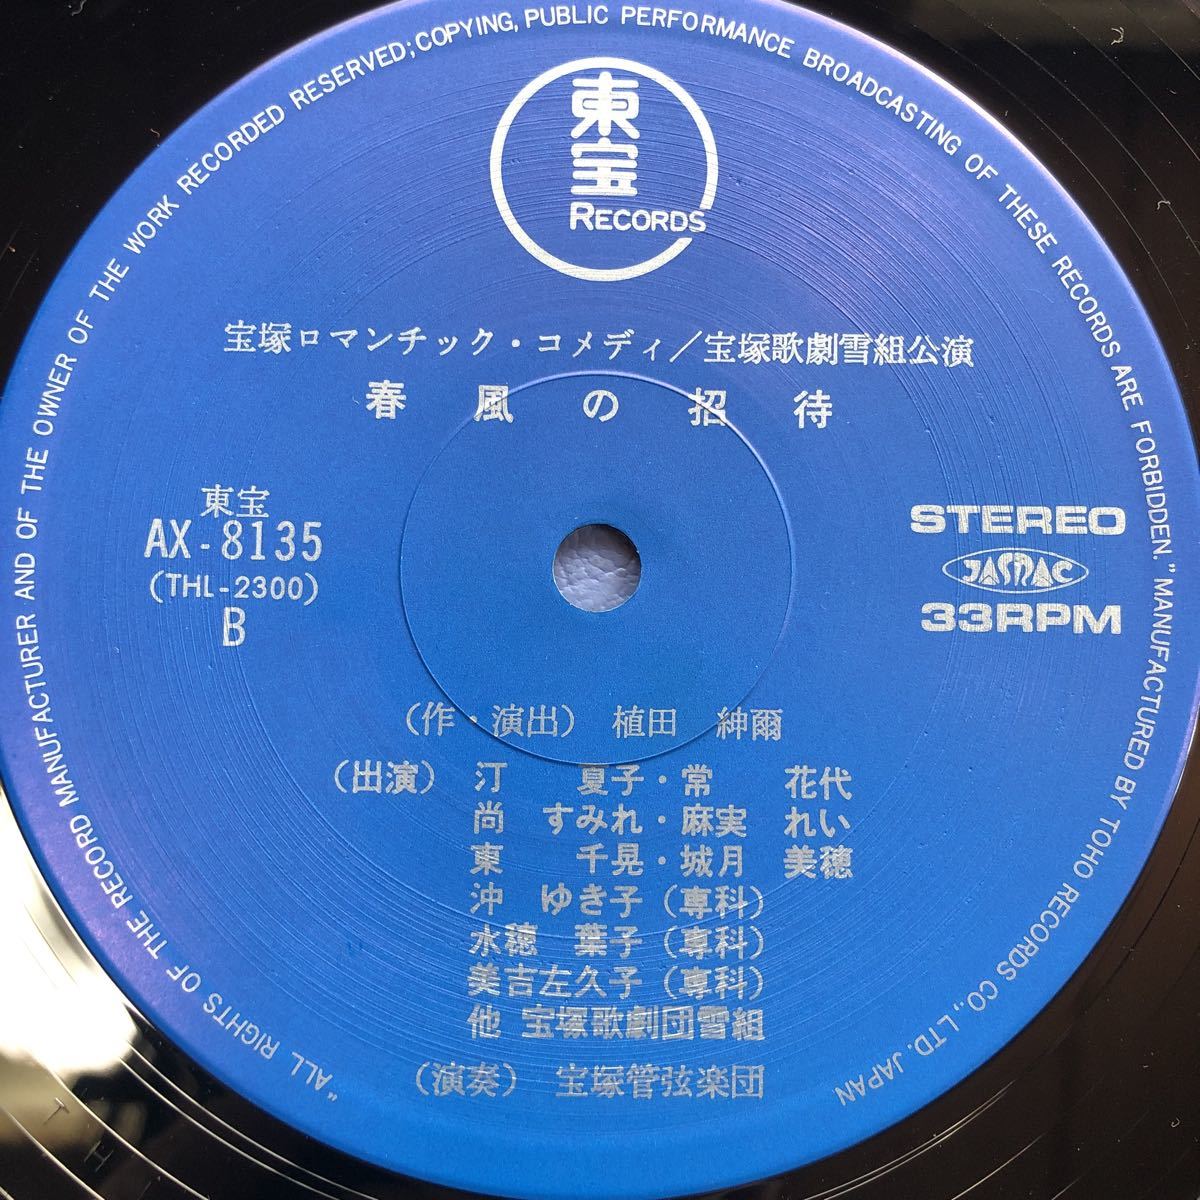 東宝
RECORDS
宝塚ロマンチック・コメディ/宝塚歌劇雪組公演
春風の招待
東宝
AX-8135
(THL-2300)
B
STEREO
JASRAC
33RPM
(作・演出) 植田 紳爾
(出演) 汀 夏子・常 花代
尚 すみれ・麻実 れい
東 千晃・城月 美穂
沖 ゆき子(専科)
水穂 葉子(専科)
美吉左久子(専科)
他 宝塚歌劇団雪組
(演奏) 宝塚管弦楽団
"ALL RIGHTS OF THE RECORD MANUFACTURER AND OF THE OWNER OF THE WORK RECORDED RESERVED; COPYING, PUBLIC PERFORMANCE BROADCASTING OF THESE RECORDS ARE FORBIDDEN." MANUFACTURED BY TOHO RECORDS CO., LTD. JAPAN